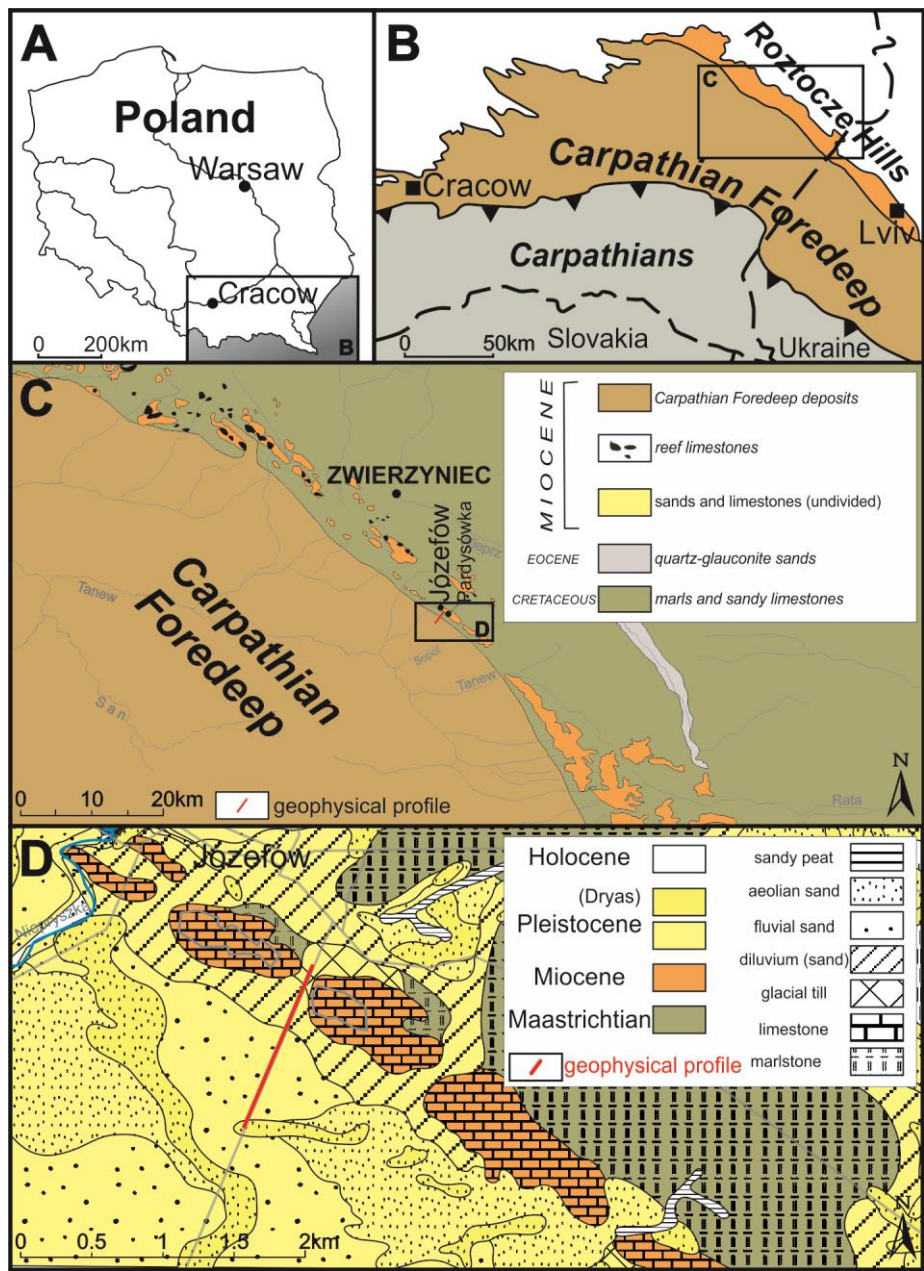 A
Poland
Warsaw
Cracow
0 200km
B
B
Roztocze Hills
C
Carpathian Foredeep
Cracow
Lviv
Carpathians
Slovakia
Ukraine
0 50km
C
ZWIERZYNIEC
Józefów
Pardysówka
D
Carpathian
Foredeep
Tanew
San
Sopot
Tanew
Rata
N
0 10 20km
geophysical profile
MIOCENE
Carpathian Foredeep deposits
reef limestones
sands and limestones (undivided)
EOCENE
quartz-glauconite sands
CRETACEOUS
marls and sandy limestones
D
Józefów
Niepryszka
Holocene
(Dryas)
Pleistocene
Miocene
Maastrichtian
geophysical profile
sandy peat
aeolian sand
fluvial sand
diluvium (sand)
glacial till
limestone
marlstone
0 0.5 1 1.5 2km
N